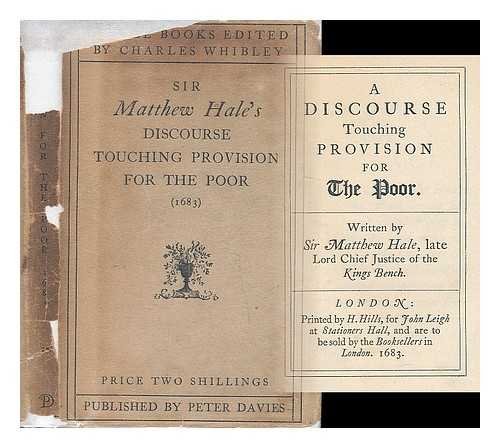 BOOKS EDITED
BY CHARLES WHIBLEY
SIR
Matthew Hale's
DISCOURSE
TOUCHING PROVISION
FOR THE POOR
(1683)
PRICE TWO SHILLINGS
PUBLISHED BY PETER DAVIES
FOR THE POOR
A
DISCOURSE
Touching
PROVISION
FOR
The Poor.
Written by
Sir Matthew Hale, late
Lord Chief Justice of the
Kings Bench.
LONDON:
Printed by H. Hills, for John Leigh
at Stationers Hall, and are to
be sold by the Booksellers in
London. 1683.